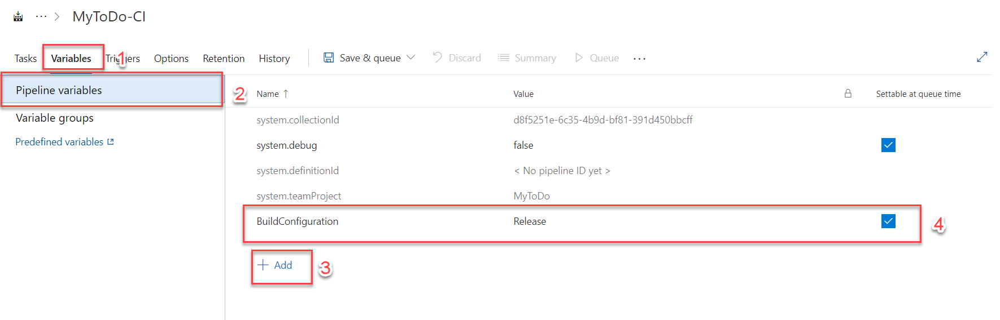 ··· > MyToDo-CI
Tasks Variables 1 Triggers Options Retention History Save & queue Discard Summary Queue ···
Pipeline variables 2
Variable groups
Predefined variables
Name ↑ Value Settable at queue time
system.collectionId d8f5251e-6c35-4b9d-bf81-391d450bbcff
system.debug false
system.definitionId < No pipeline ID yet >
system.teamProject MyToDo
BuildConfiguration Release 4
+ Add 3